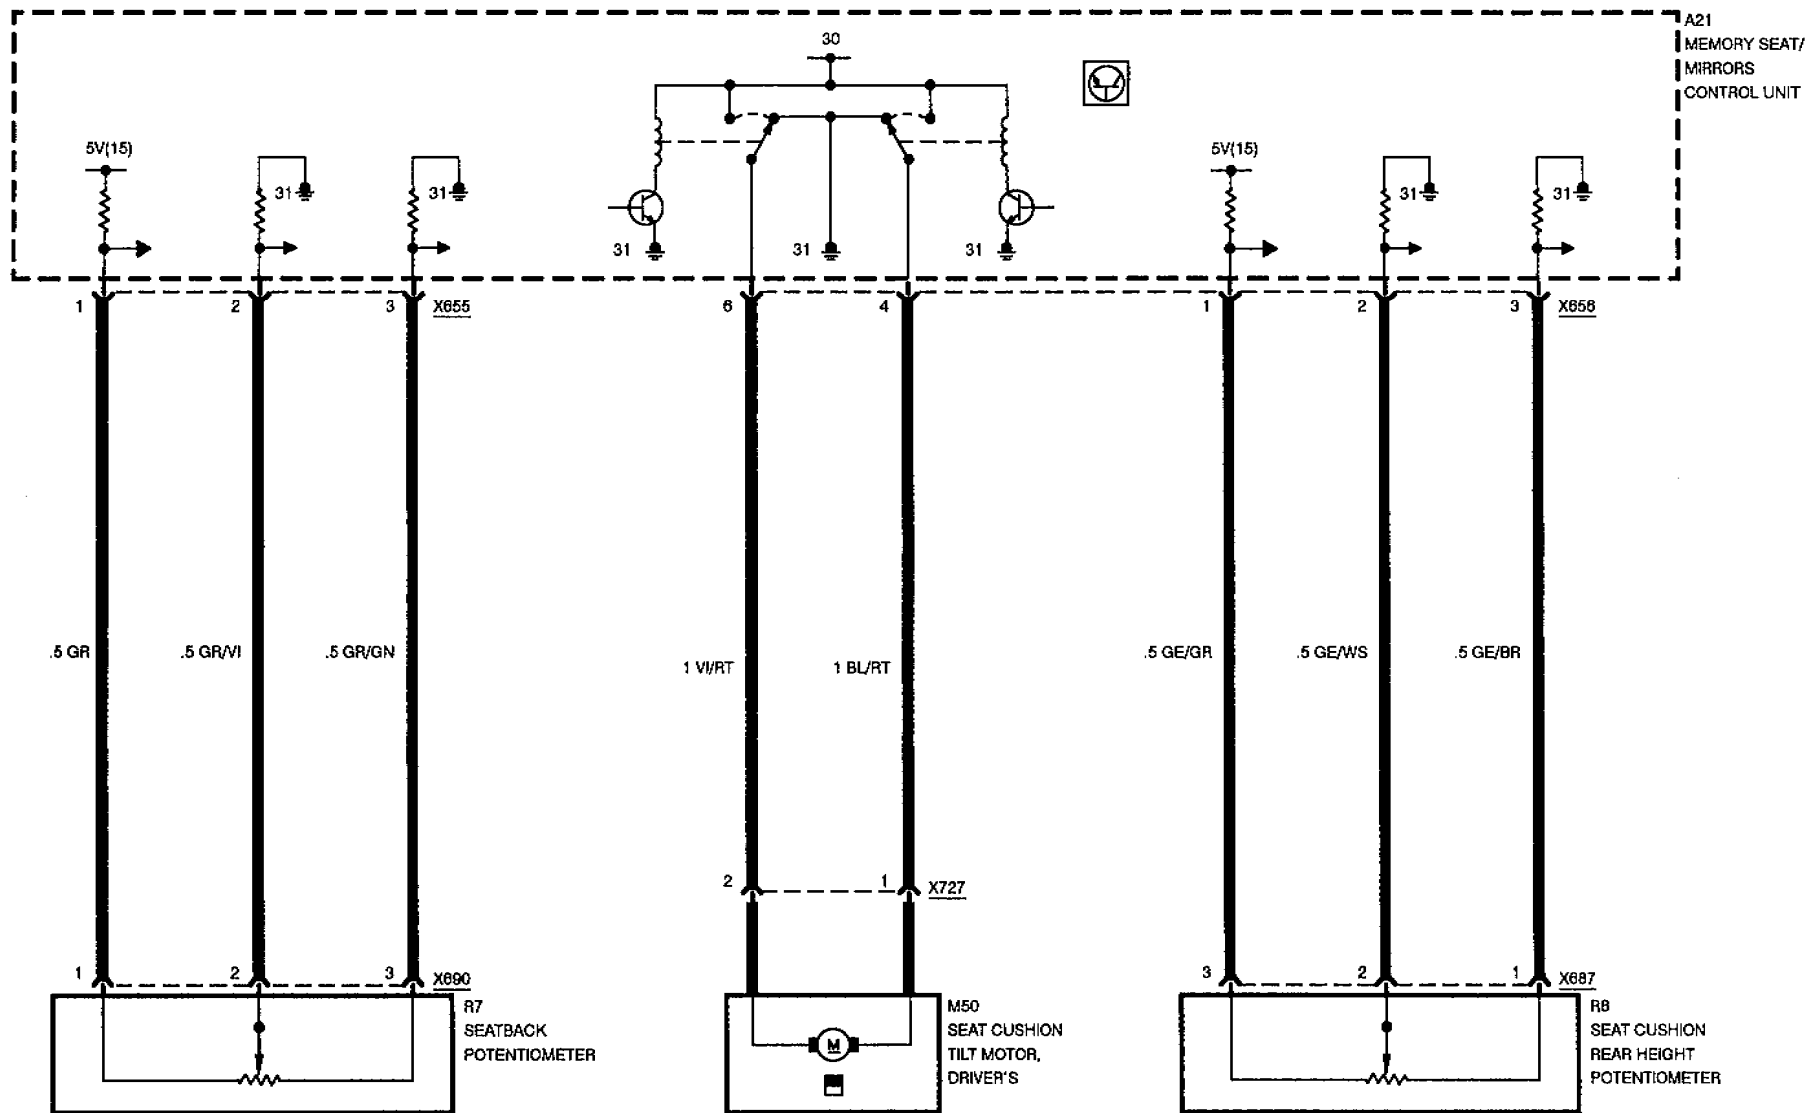 A21
MEMORY SEAT/
MIRRORS
CONTROL UNIT
30
5V(15)
31
31
31
31
31
5V(15)
31
31
1
2
3
X655
6
4
1
2
3
X656
.5 GR
.5 GR/VI
.5 GR/GN
1 VI/RT
1 BL/RT
.5 GE/GR
.5 GE/WS
.5 GE/BR
2
1
X727
1
2
3
X690
3
2
1
X687
R7
SEATBACK
POTENTIOMETER
M
M50
SEAT CUSHION
TILT MOTOR,
DRIVER'S
R8
SEAT CUSHION
REAR HEIGHT
POTENTIOMETER